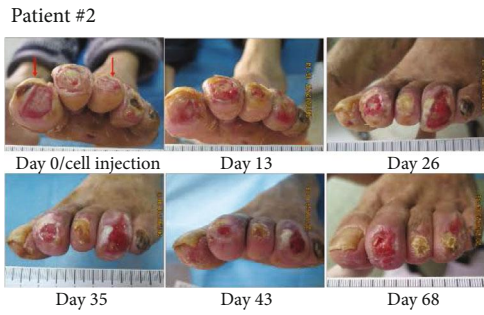 Patient #2
Day 0/cell injection
Day 13
Day 26
Day 35
Day 43
Day 68